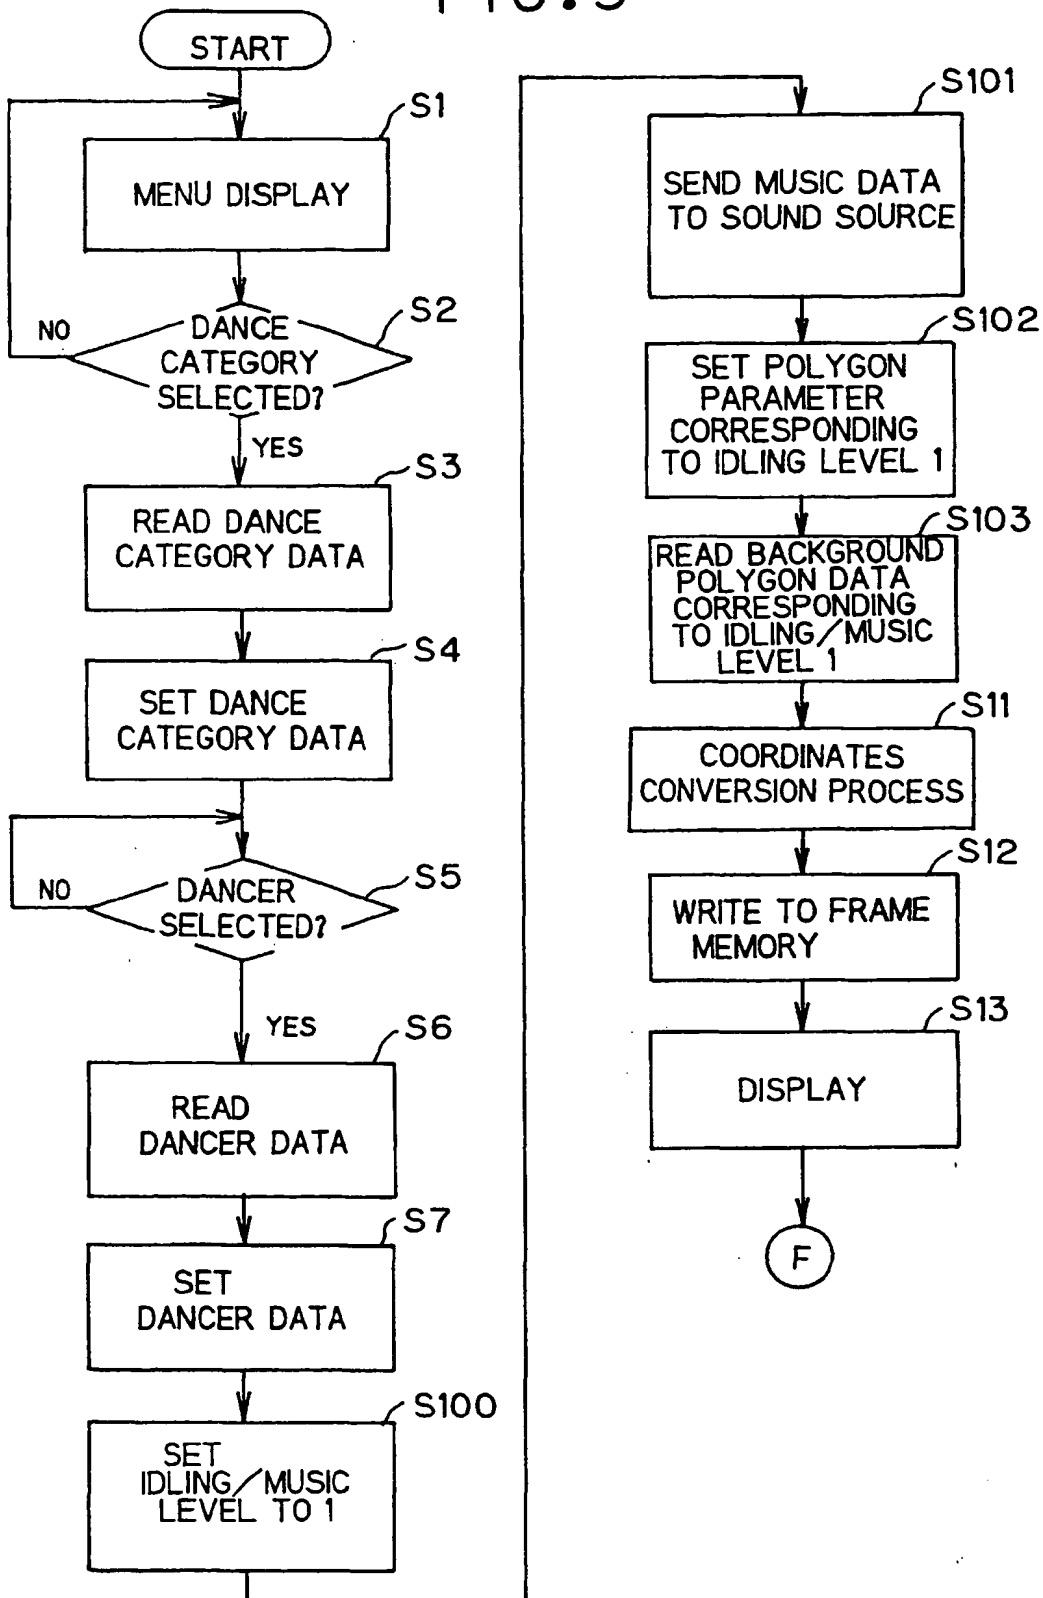 START
S1
MENU DISPLAY
S2
NO
DANCE
CATEGORY
SELECTED?
YES
S3
READ DANCE
CATEGORY DATA
S4
SET DANCE
CATEGORY DATA
S5
NO
DANCER
SELECTED?
YES
S6
READ
DANCER DATA
S7
SET
DANCER DATA
S100
SET
IDLING/MUSIC
LEVEL TO 1
S101
SEND MUSIC DATA
TO SOUND SOURCE
S102
SET POLYGON
PARAMETER
CORRESPONDING
TO IDLING LEVEL 1
S103
READ BACKGROUND
POLYGON DATA
CORRESPONDING
TO IDLING/MUSIC
LEVEL 1
S11
COORDINATES
CONVERSION PROCESS
S12
WRITE TO FRAME
MEMORY
S13
DISPLAY
F